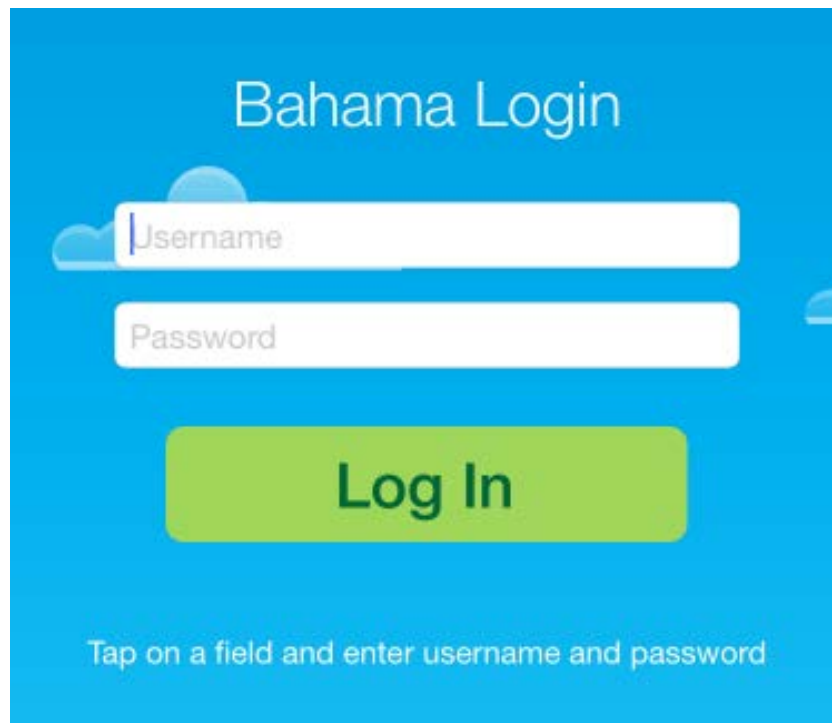 Bahama Login
Username
Password
Log In
Tap on a field and enter username and password